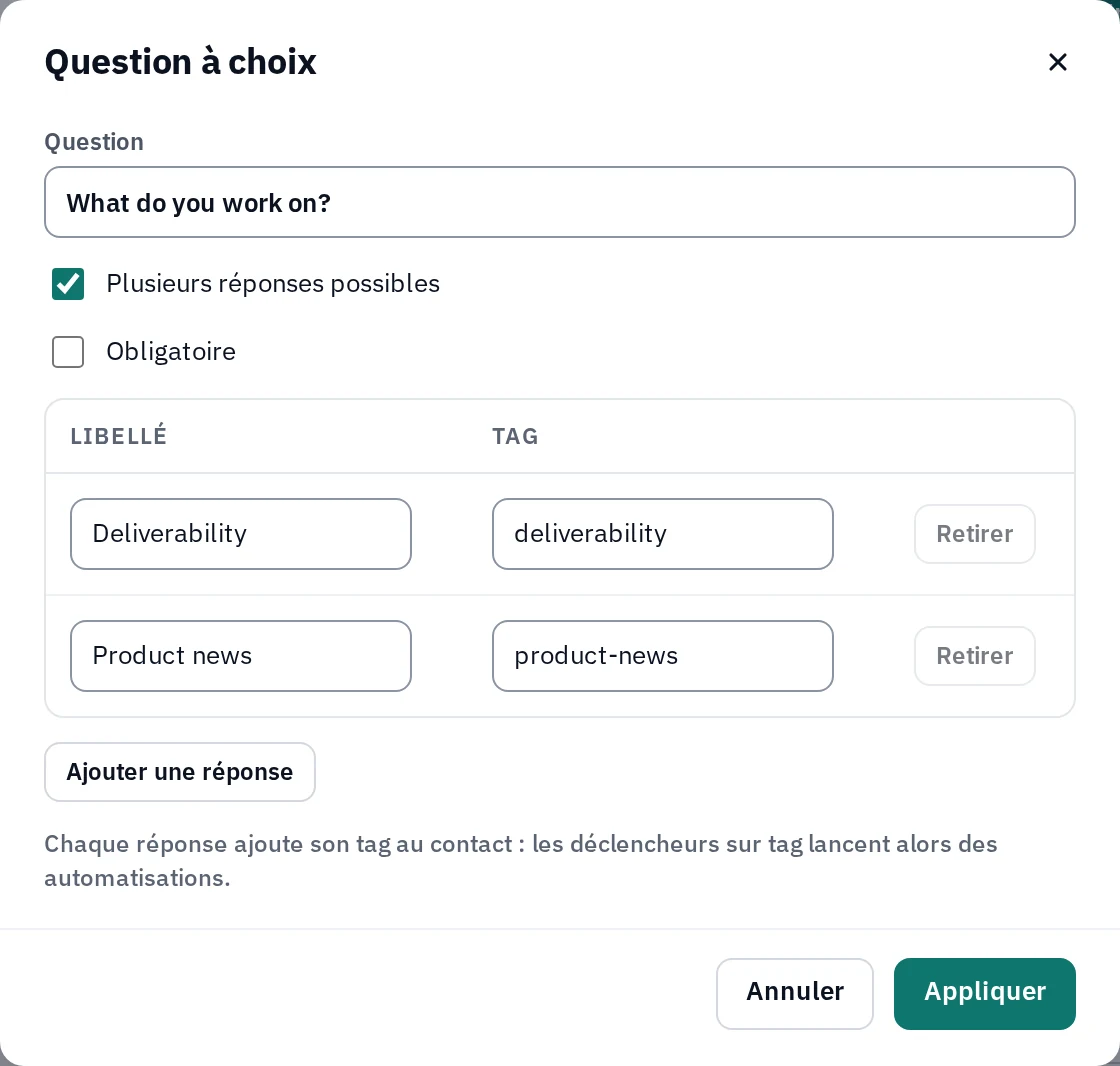 Question à choix
Question
What do you work on?
Plusieurs réponses possibles
Obligatoire
LIBELLÉ TAG
Deliverability deliverability Retirer
Product news product-news Retirer
Ajouter une réponse
Chaque réponse ajoute son tag au contact : les déclencheurs sur tag lancent alors des
automatisations.
Annuler Appliquer